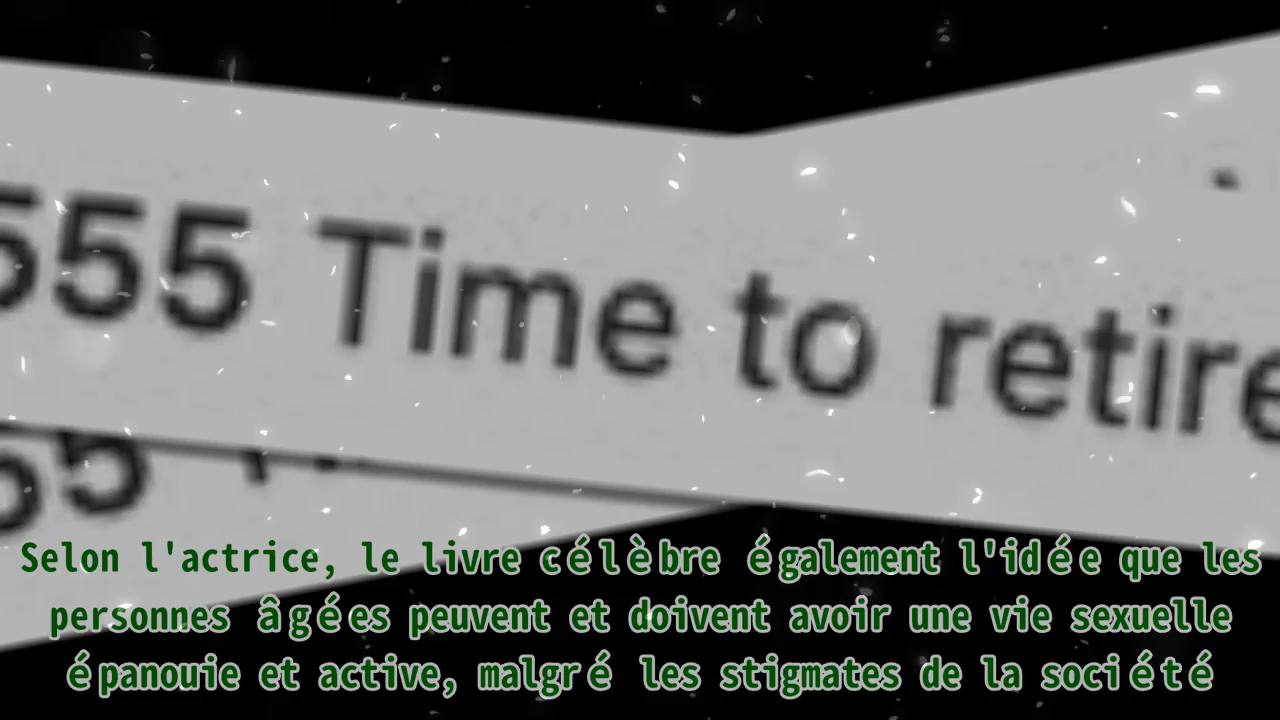 555 Time to retire
55
Selon l'actrice, le livre célèbre également l'idée que les
personnes âgées peuvent et doivent avoir une vie sexuelle
épanouie et active, malgré les stigmates de la société